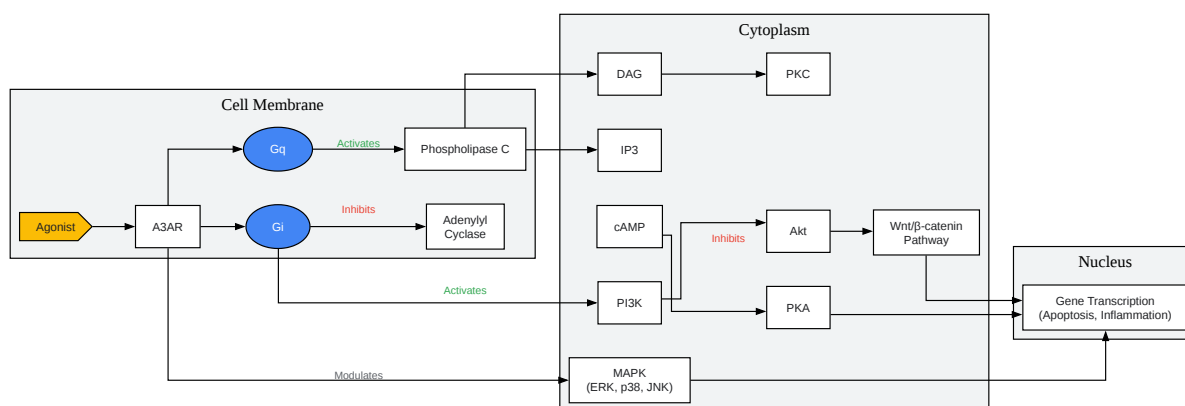 Cytoplasm
DAG
PKC
Cell Membrane
Gq
Activates
Phospholipase C
IP3
Agonist
A3AR
Gi
Inhibits
Adenylyl
Cyclase
cAMP
Inhibits
Akt
Wnt/β-catenin
Pathway
Nucleus
Activates
PI3K
PKA
Gene Transcription
(Apoptosis, Inflammation)
Modulates
MAPK
(ERK, p38, JNK)